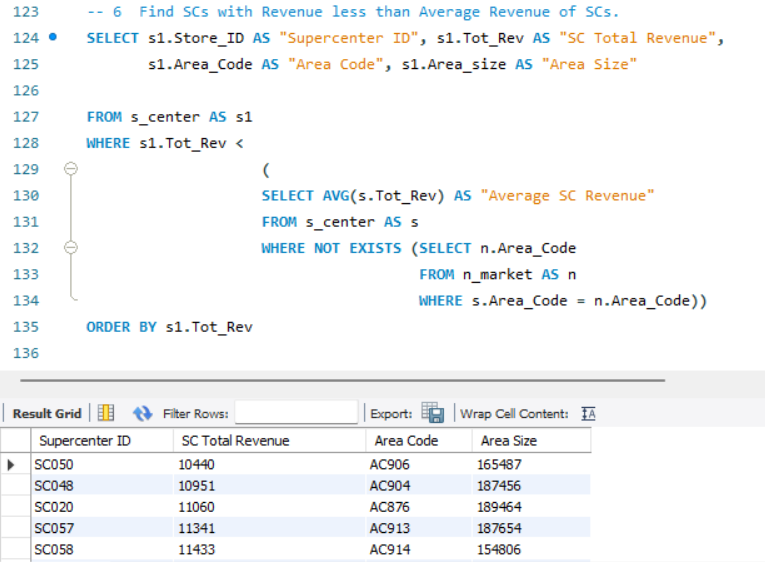 123 -- 6 Find SCs with Revenue less than Average Revenue of SCs.
124 SELECT s1.Store_ID AS "Supercenter ID", s1.Tot_Rev AS "SC Total Revenue",
125 s1.Area_Code AS "Area Code", s1.Area_size AS "Area Size"
126
127 FROM s_center AS s1
128 WHERE s1.Tot_Rev <
129 (
130 SELECT AVG(s.Tot_Rev) AS "Average SC Revenue"
131 FROM s_center AS s
132 WHERE NOT EXISTS (SELECT n.Area_Code
133 FROM n_market AS n
134 WHERE s.Area_Code = n.Area_Code))
135 ORDER BY s1.Tot_Rev
136
Result Grid Filter Rows: Export: Wrap Cell Content: IA
Supercenter ID SC Total Revenue Area Code Area Size
SC050 10440 AC906 165487
SC048 10951 AC904 187456
SC020 11060 AC876 189464
SC057 11341 AC913 187654
SC058 11433 AC914 154806